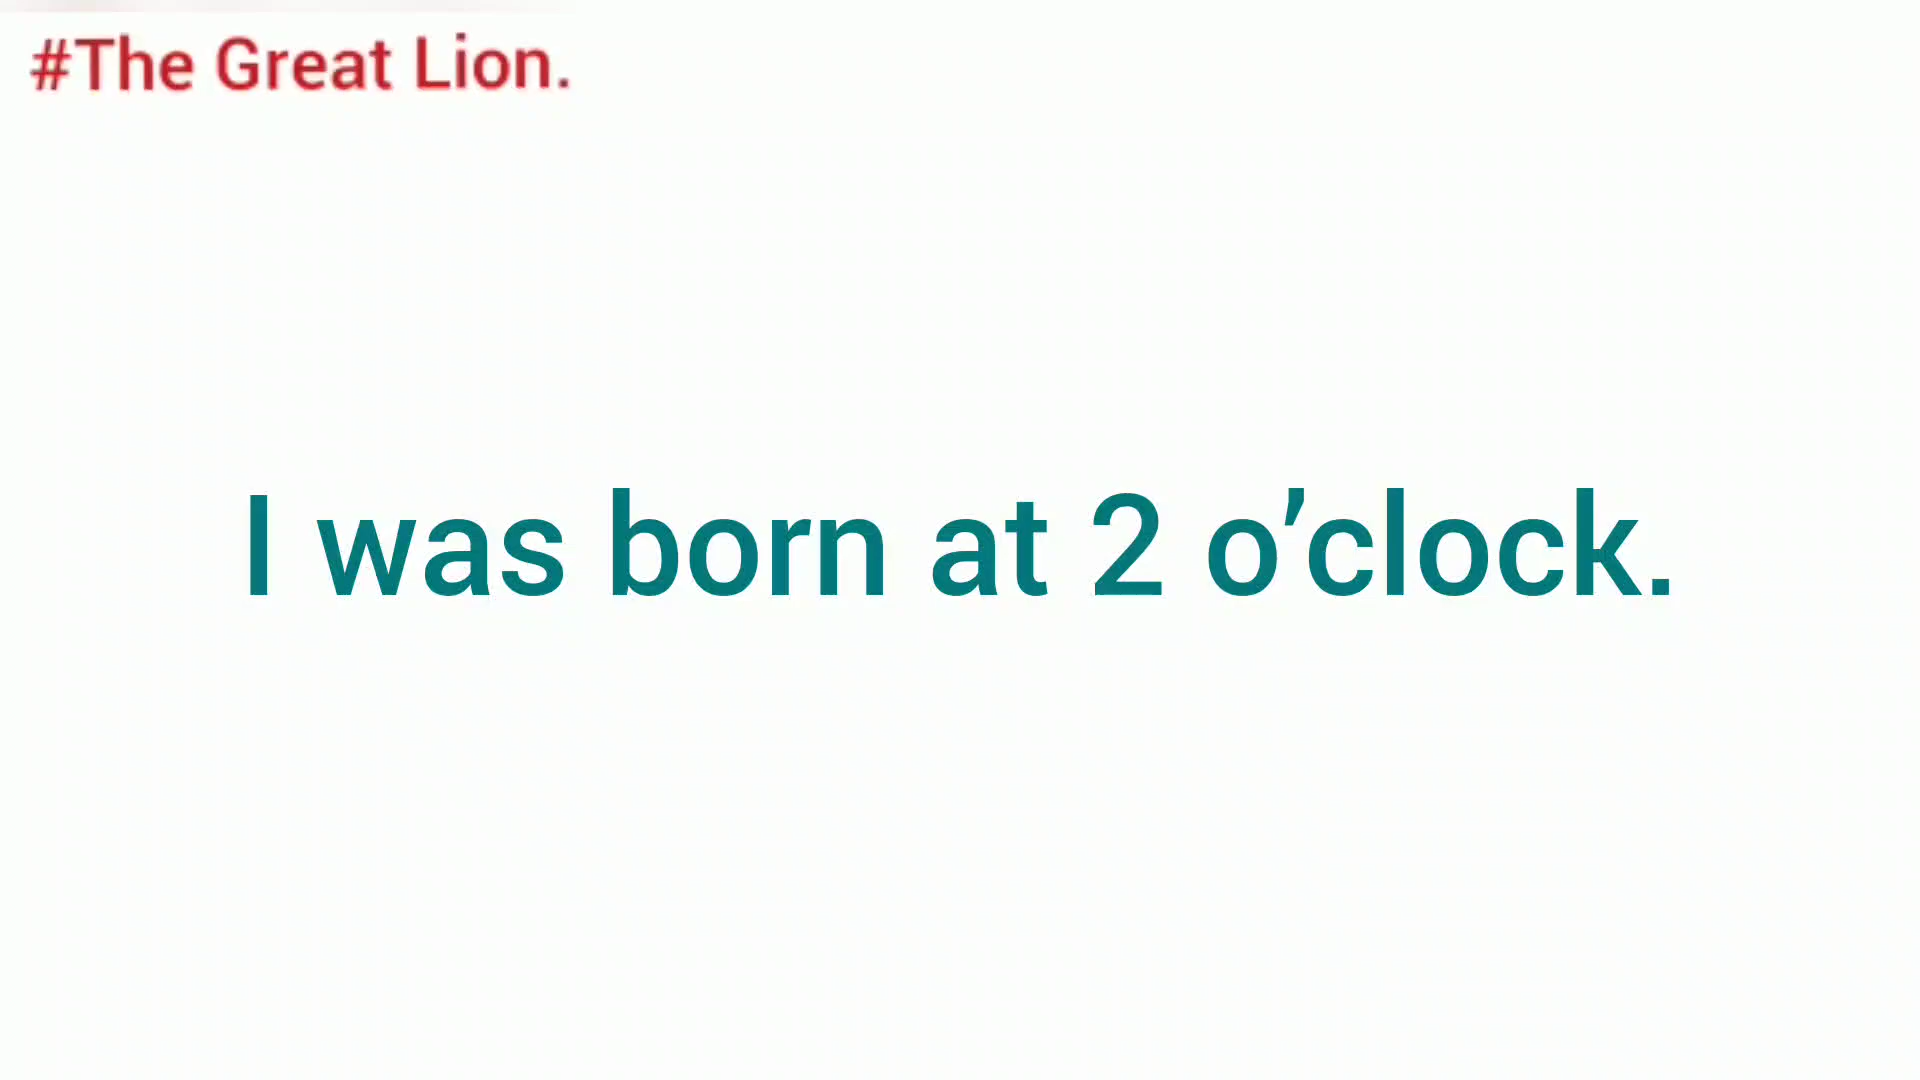 #The Great Lion.
I was born at 2 o’clock.